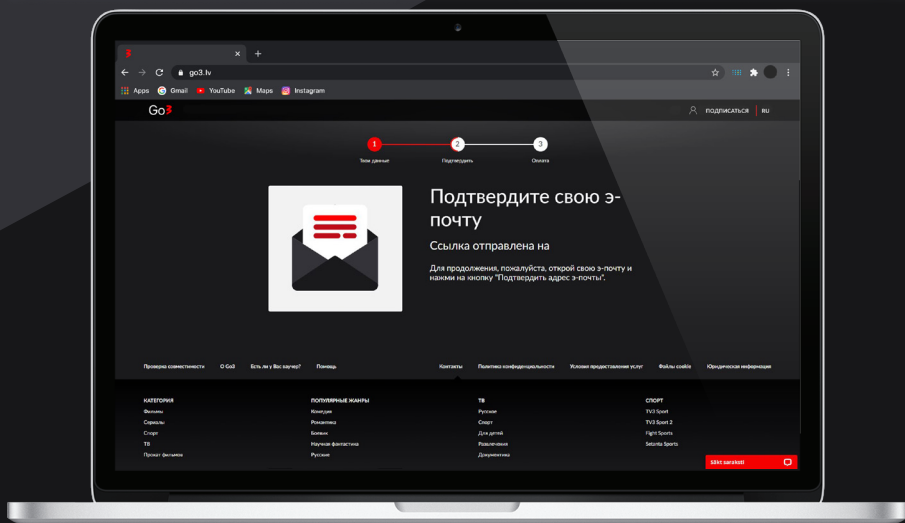 3
× +
go3.lv
Apps Gmail YouTube Maps Instagram
Go3
ПОДПИСАТЬСЯ RU
1 2 3
Твои данные Подтвердить Оплата
Подтвердите свою э-
почту
Ссылка отправлена на
Для продолжения, пожалуйста, открой свою э-почту и
нажми на кнопку "Подтвердить адрес э-почты".
Проверка совместимости О Go3 Есть ли у Вас ваучер? Помощь Контакты Политика конфиденциальности Условия предоставления услуг Файлы cookie Юридическая информация
КАТЕГОРИЯ ПОПУЛЯРНЫЕ ЖАНРЫ ТВ СПОРТ
Фильмы Комедия Русские TV3 Sport
Сериалы Романтика Спорт TV3 Sport 2
Спорт Боевик Для детей Fight Sports
ТВ Научная фантастика Развлечения Setanta Sports
Прокат фильмов Русские Документика
Sākt saraksti